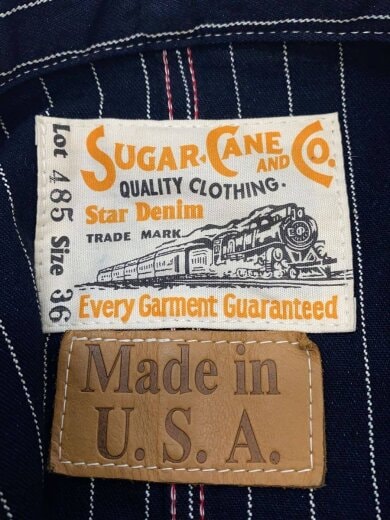 Lot 485 Size 36
SUGAR CANE AND CO.
QUALITY CLOTHING.
Star Denim
TRADE MARK
Every Garment Guaranteed
Made in
U. S. A.